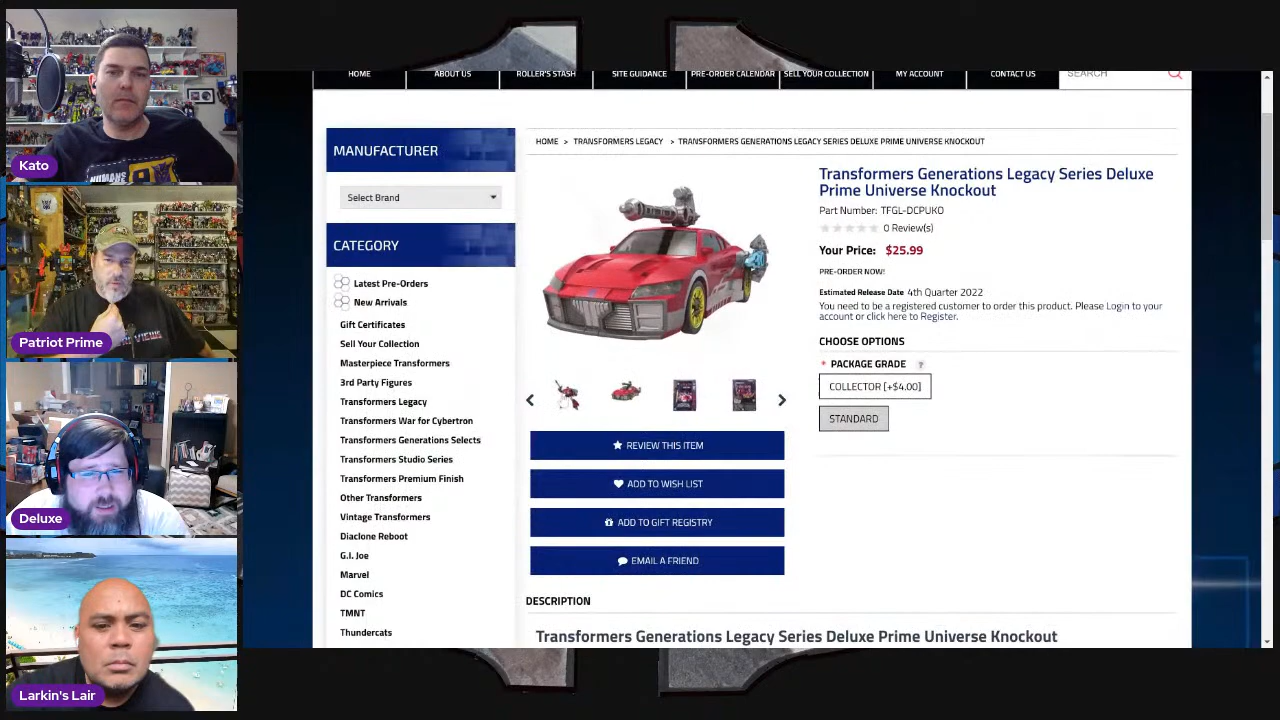 HOME
ABOUT US
ROLLER'S STASH
SITE GUIDANCE
PRE-ORDER CALENDAR
SELL YOUR COLLECTION
MY ACCOUNT
CONTACT US
SEARCH
Kato
Patriot Prime
Deluxe
Larkin's Lair
MANUFACTURER
Select Brand
CATEGORY
Latest Pre-Orders
New Arrivals
Gift Certificates
Sell Your Collection
Masterpiece Transformers
3rd Party Figures
Transformers Legacy
Transformers War for Cybertron
Transformers Generations Selects
Transformers Studio Series
Transformers Premium Finish
Other Transformers
Vintage Transformers
Diaclone Reboot
G.I. Joe
Marvel
DC Comics
TMNT
Thundercats
HOME > TRANSFORMERS LEGACY > TRANSFORMERS GENERATIONS LEGACY SERIES DELUXE PRIME UNIVERSE KNOCKOUT
REVIEW THIS ITEM
ADD TO WISH LIST
ADD TO GIFT REGISTRY
EMAIL A FRIEND
Transformers Generations Legacy Series Deluxe
Prime Universe Knockout
Part Number: TFGL-DCPUKO
0 Review(s)
Your Price: $25.99
PRE-ORDER NOW!
Estimated Release Date 4th Quarter 2022
You need to be a registered customer to order this product. Please Login to your
account or click here to Register.
CHOOSE OPTIONS
* PACKAGE GRADE ?
COLLECTOR [+$4.00]
STANDARD
DESCRIPTION
Transformers Generations Legacy Series Deluxe Prime Universe Knockout